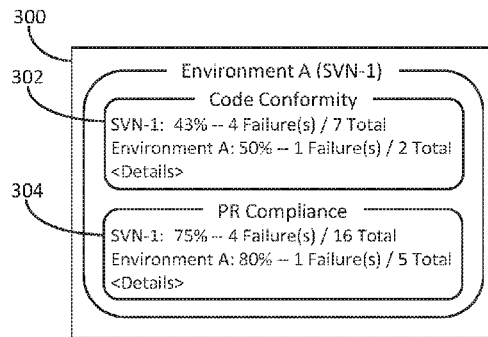 300
302
Environment A (SVN-1)
Code Conformity
SVN-1: 43% -- 4 Failure(s) / 7 Total
Environment A: 50% -- 1 Failure(s) / 2 Total
<Details>
304
PR Compliance
SVN-1: 75% -- 4 Failure(s) / 16 Total
Environment A: 80% -- 1 Failure(s) / 5 Total
<Details>